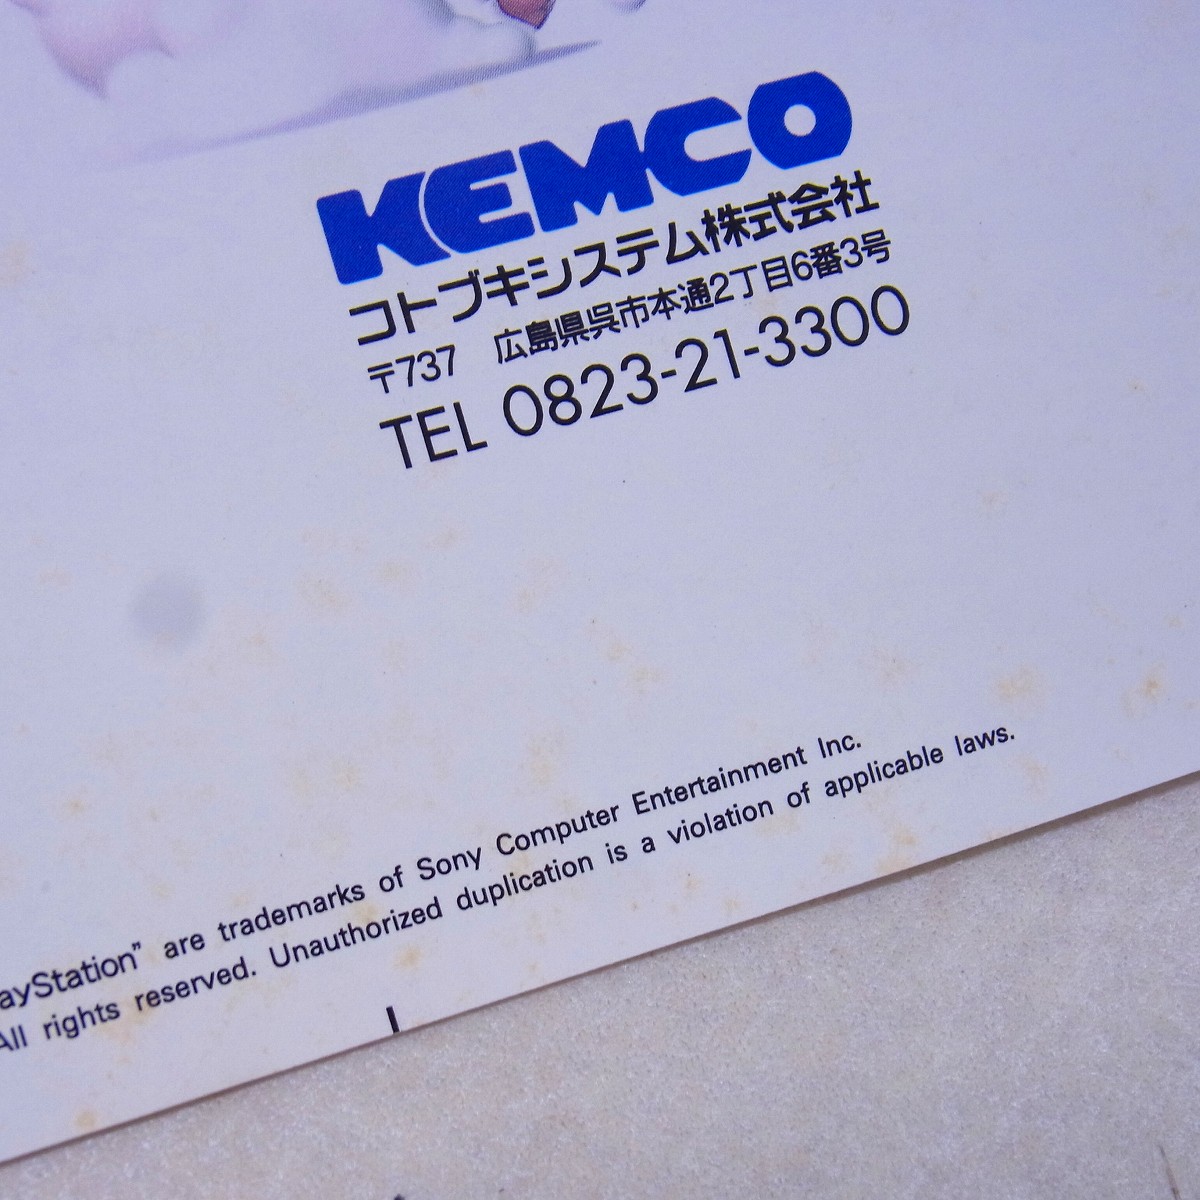 KEMCO
コトブキシステム株式会社
〒737 広島県呉市本通2丁目6番3号
TEL 0823-21-3300
ayStation” are trademarks of Sony Computer Entertainment Inc.
All rights reserved. Unauthorized duplication is a violation of applicable laws.